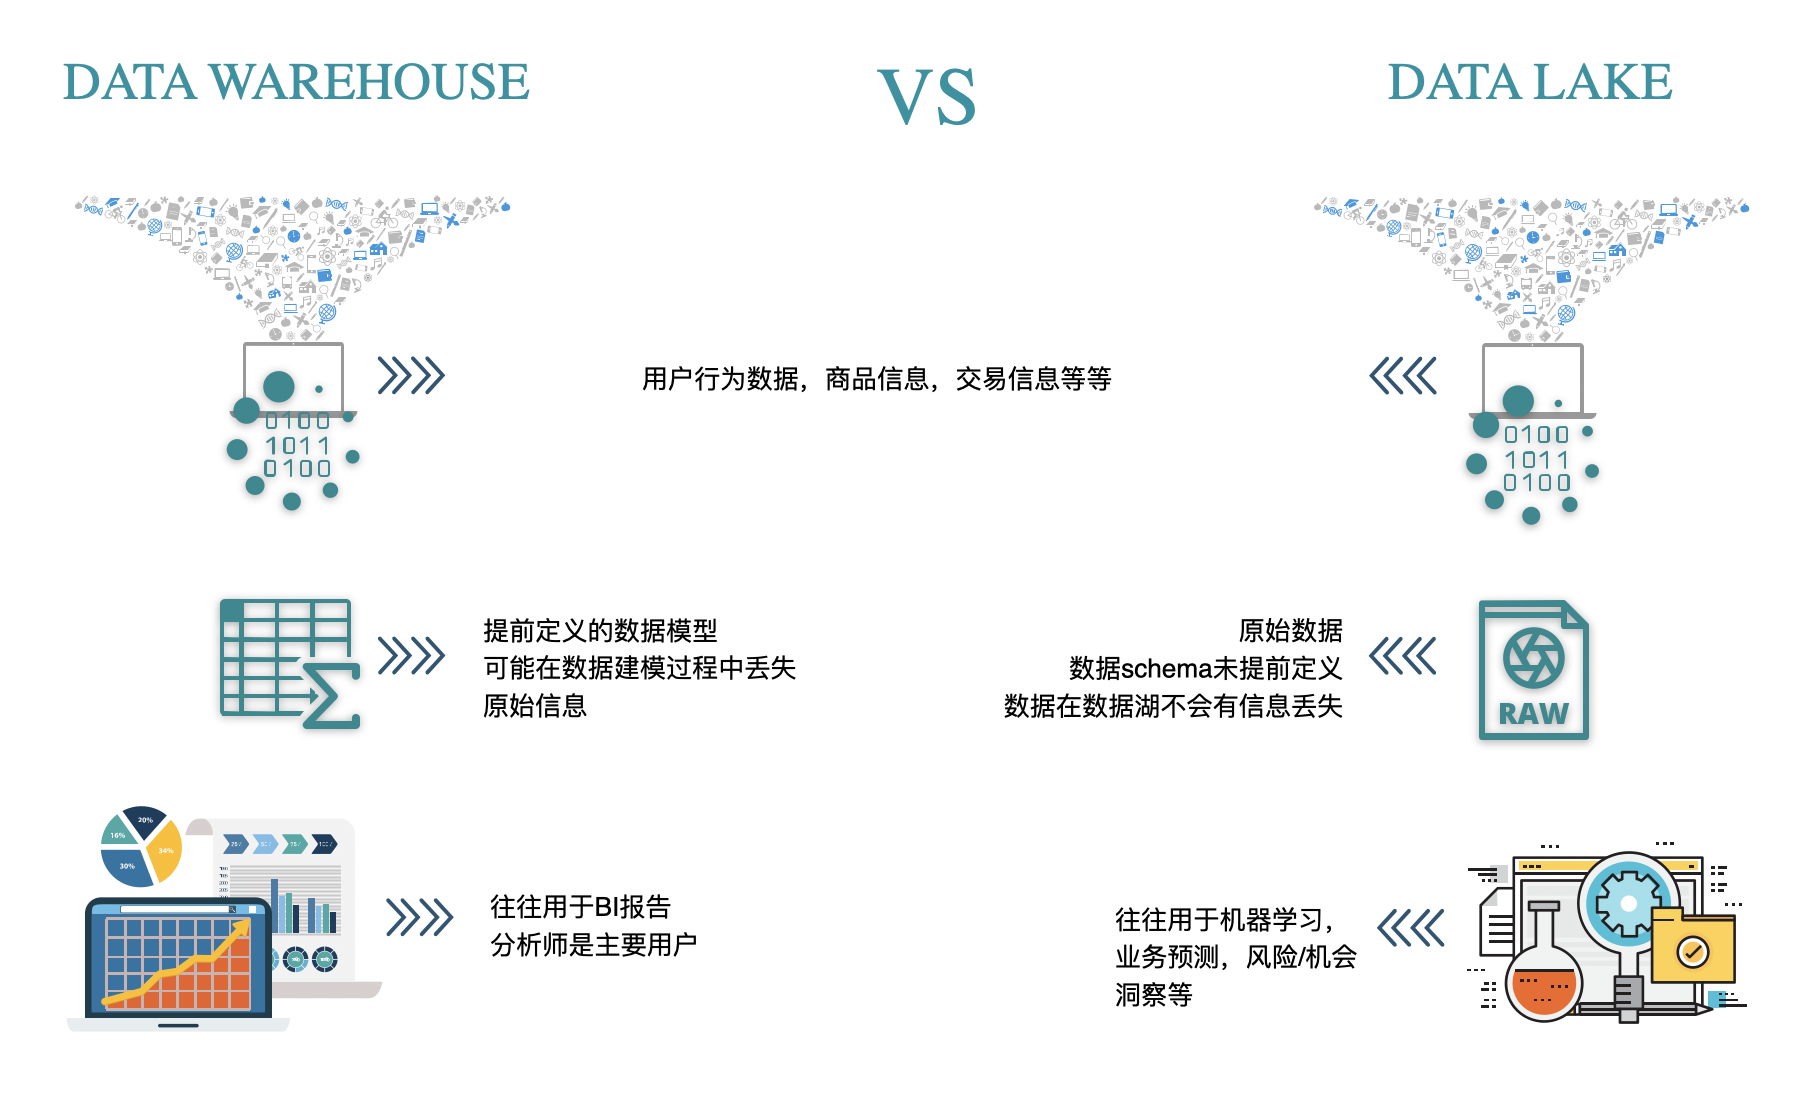 DATA WAREHOUSE
VS
DATA LAKE
用户行为数据，商品信息，交易信息等等
0100
1011
0100
0100
1011
0100
提前定义的数据模型
可能在数据建模过程中丢失
原始信息
原始数据
数据schema未提前定义
数据在数据湖不会有信息丢失
RAW
20%
16%
34%
30%
往往用于BI报告
分析师是主要用户
往往用于机器学习，
业务预测，风险/机会
洞察等